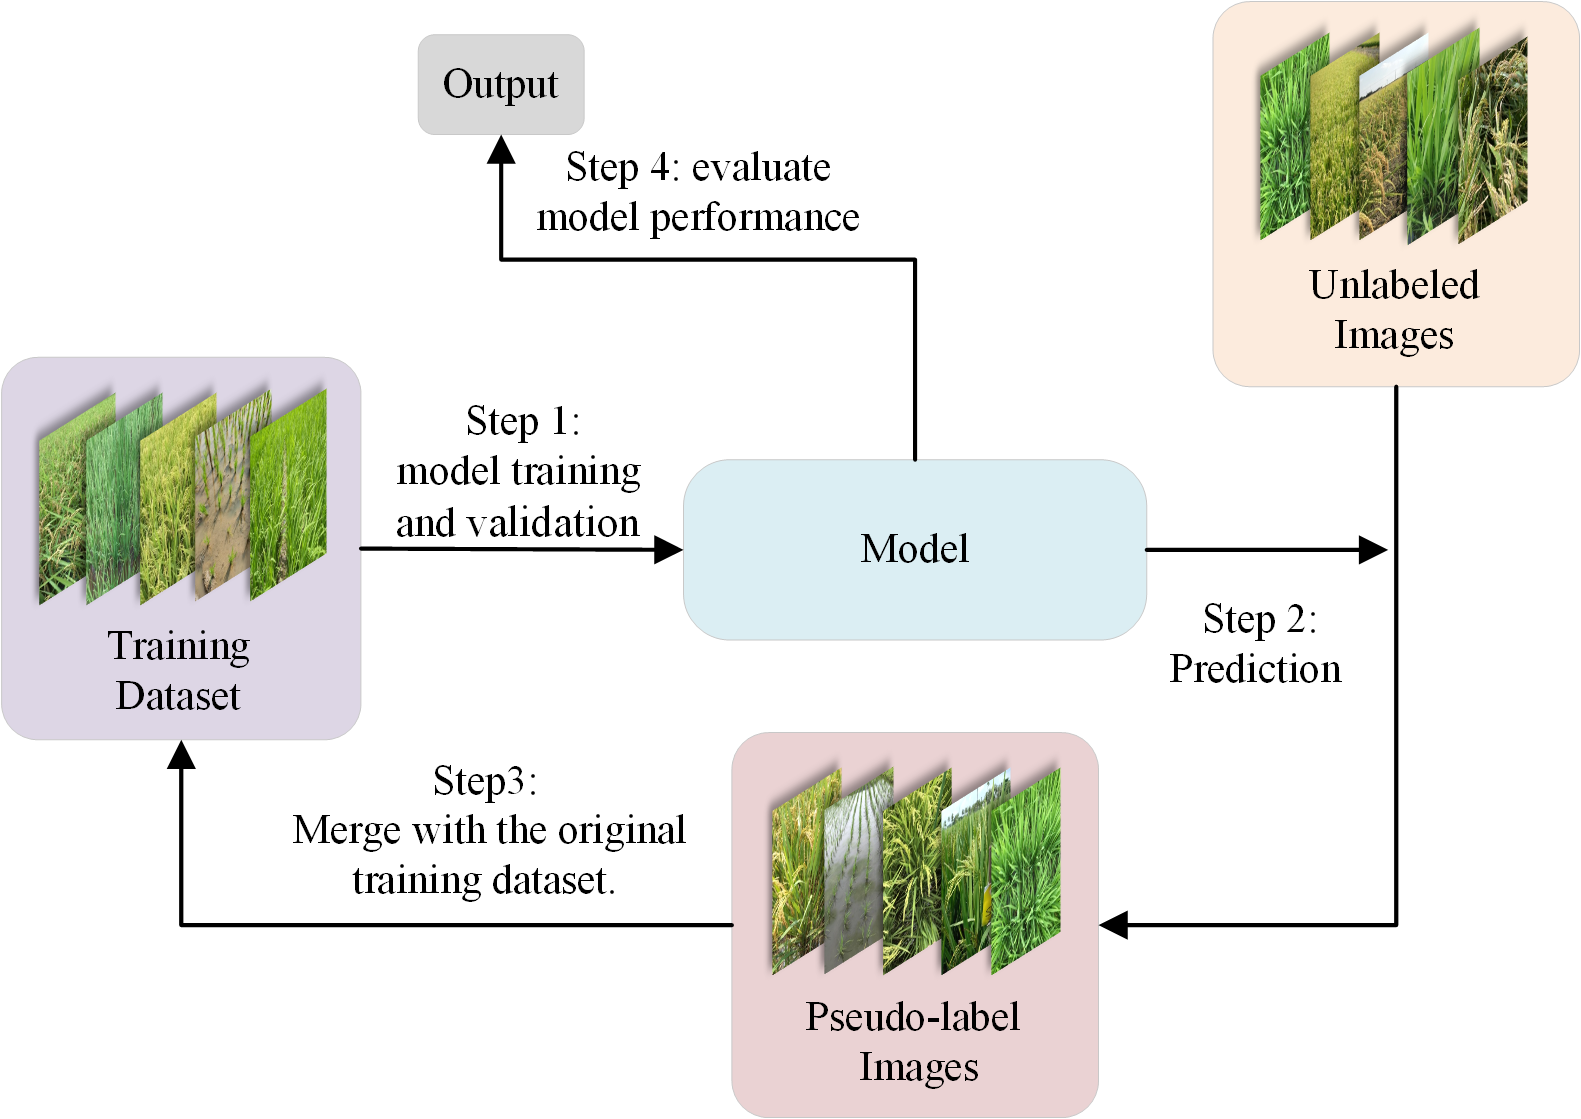 Output
Step 4: evaluate
model performance
Unlabeled
Images
Step 1:
model training
and validation
Model
Step 2:
Prediction
Training
Dataset
Step3:
Merge with the original
training dataset.
Pseudo-label
Images